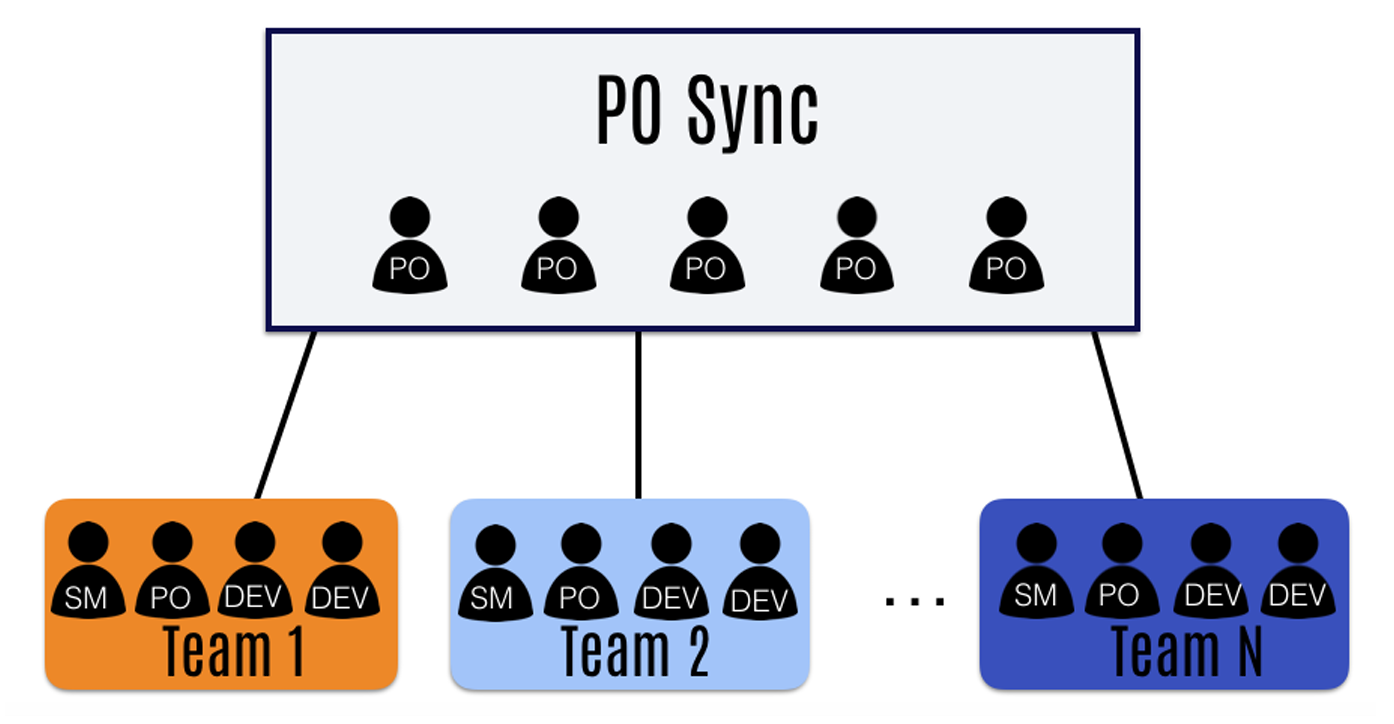 PO Sync
PO PO PO PO PO
SM PO DEV DEV
Team 1
SM PO DEV DEV
Team 2
...
SM PO DEV DEV
Team N